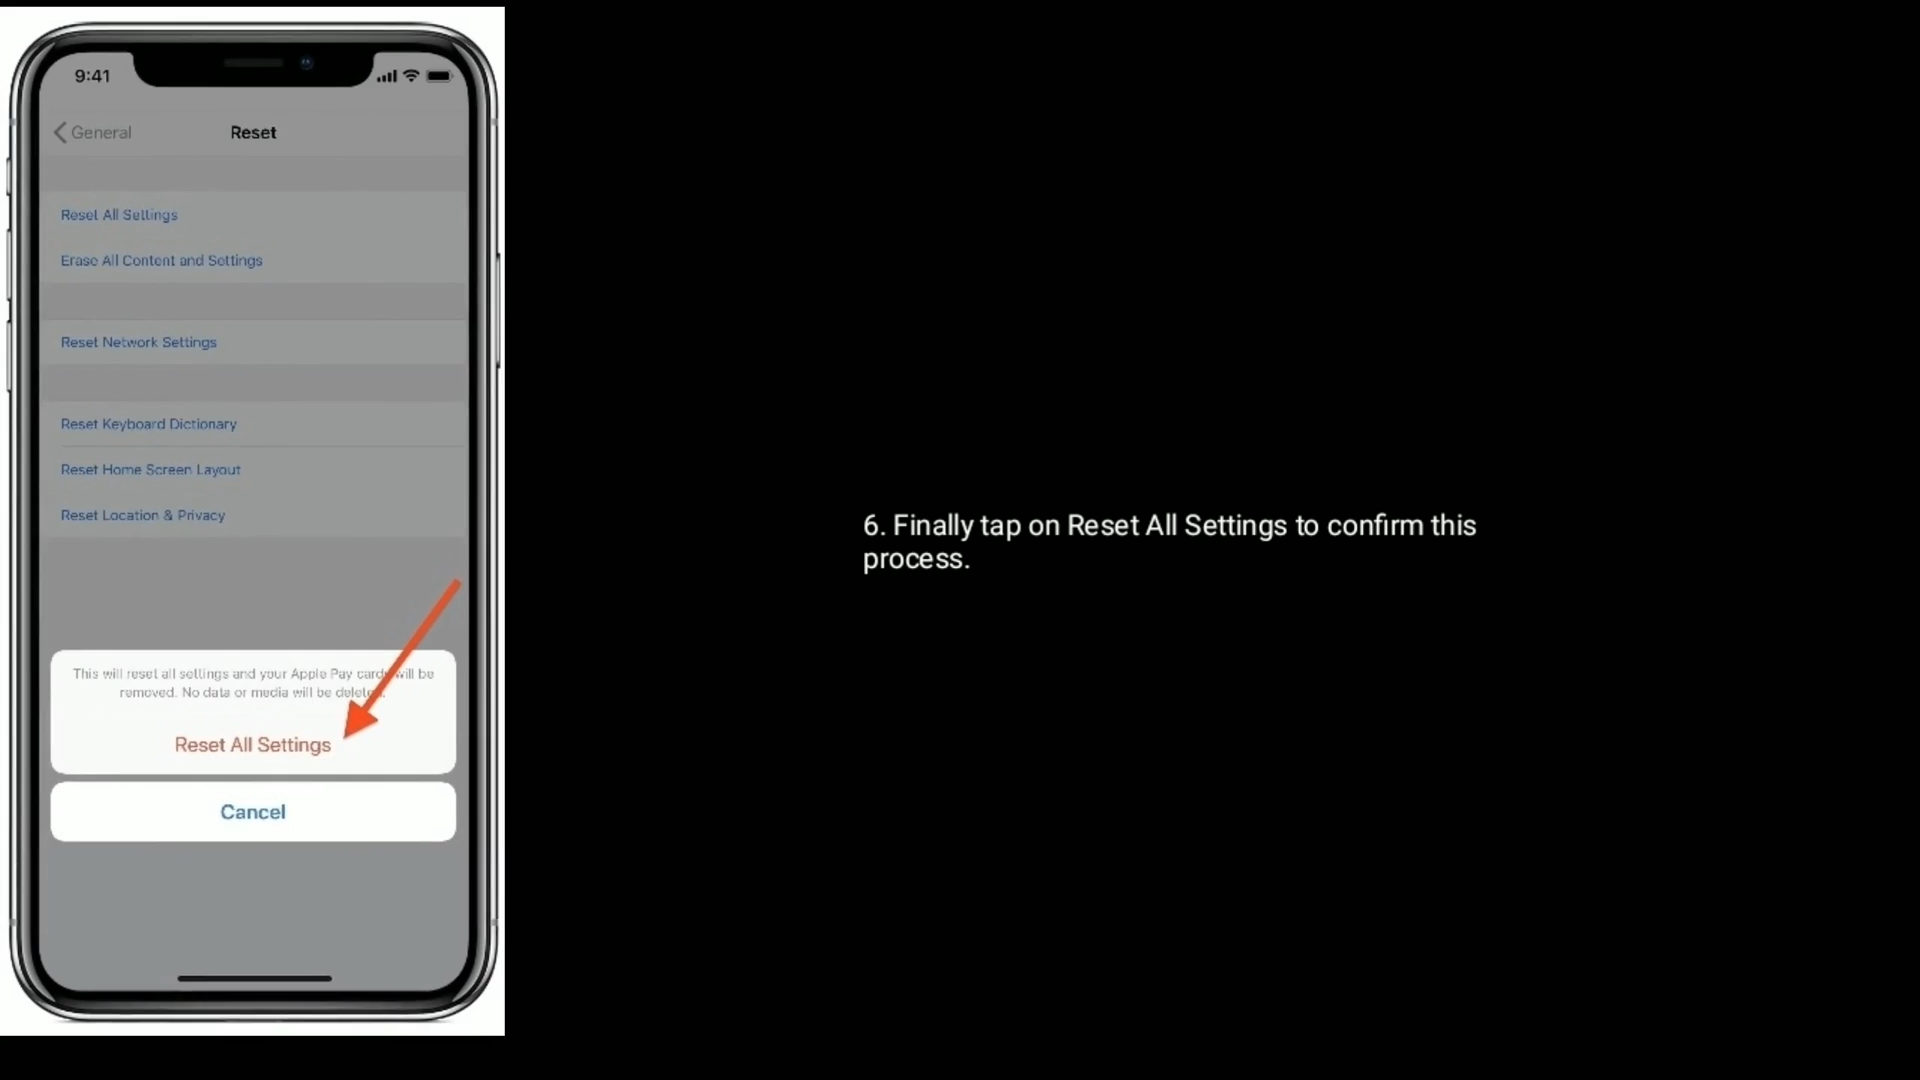 9:41
General
Reset
Reset All Settings
Erase All Content and Settings
Reset Network Settings
Reset Keyboard Dictionary
Reset Home Screen Layout
Reset Location & Privacy
This will reset all settings and your Apple Pay cards will be
removed. No data or media will be deleted.
Reset All Settings
Cancel
6. Finally tap on Reset All Settings to confirm this
process.